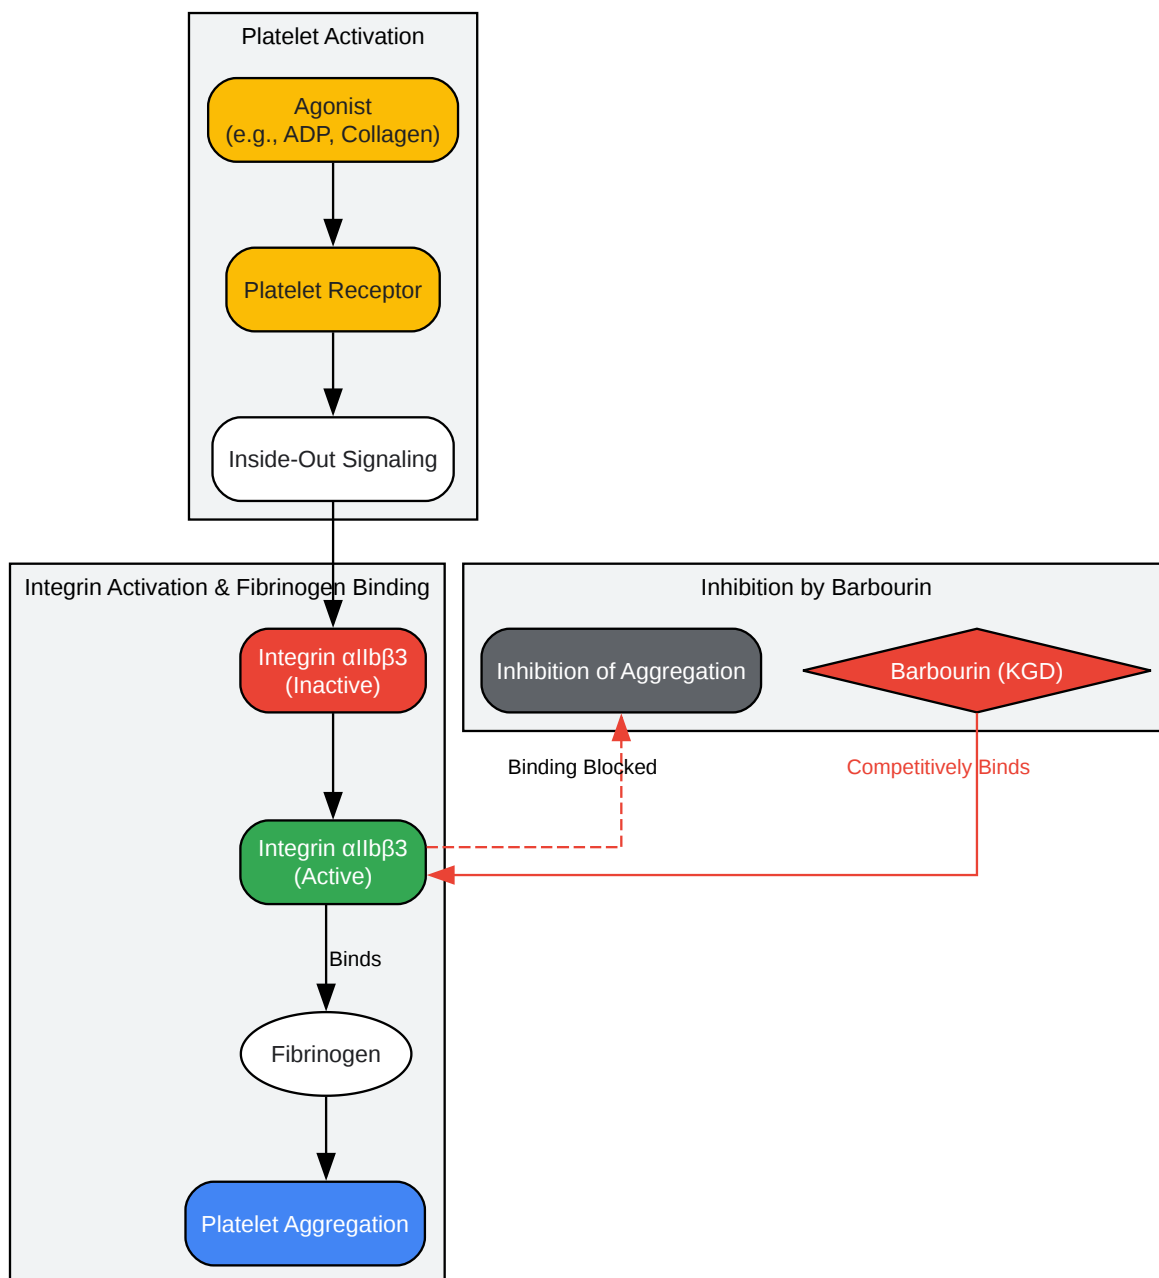 Platelet Activation
Agonist
(e.g., ADP, Collagen)
Platelet Receptor
Inside-Out Signaling
Integrin Activation & Fibrinogen Binding
Integrin αIIbβ3
(Inactive)
Integrin αIIbβ3
(Active)
Binds
Fibrinogen
Platelet Aggregation
Inhibition by Barbourin
Inhibition of Aggregation
Barbourin (KGD)
Binding Blocked
Competitively Binds